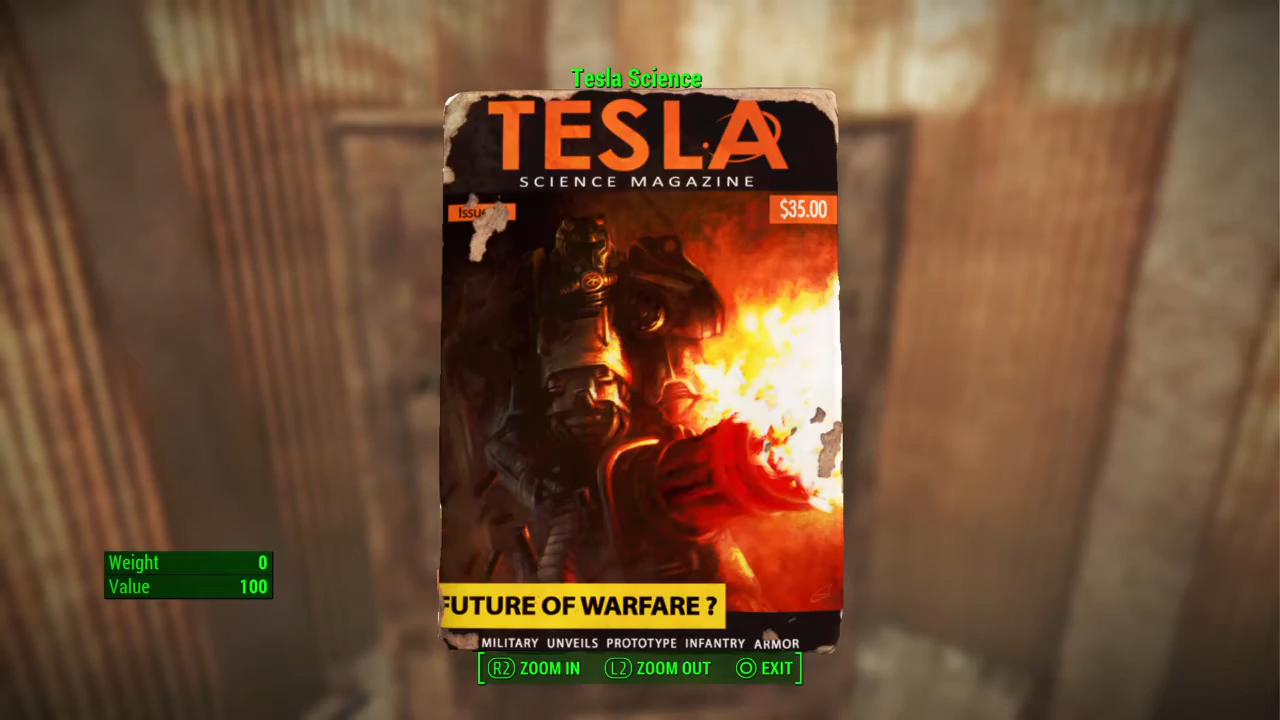 Tesla Science
TESLA
SCIENCE MAGAZINE
$35.00
Weight 0
Value 100
FUTURE OF WARFARE ?
MILITARY UNVEILS PROTOTYPE INFANTRY ARMOR
R2 ZOOM IN L2 ZOOM OUT EXIT